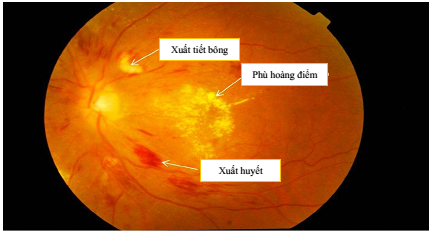 Xuất tiết bông
Phù hoàng điểm
Xuất huyết